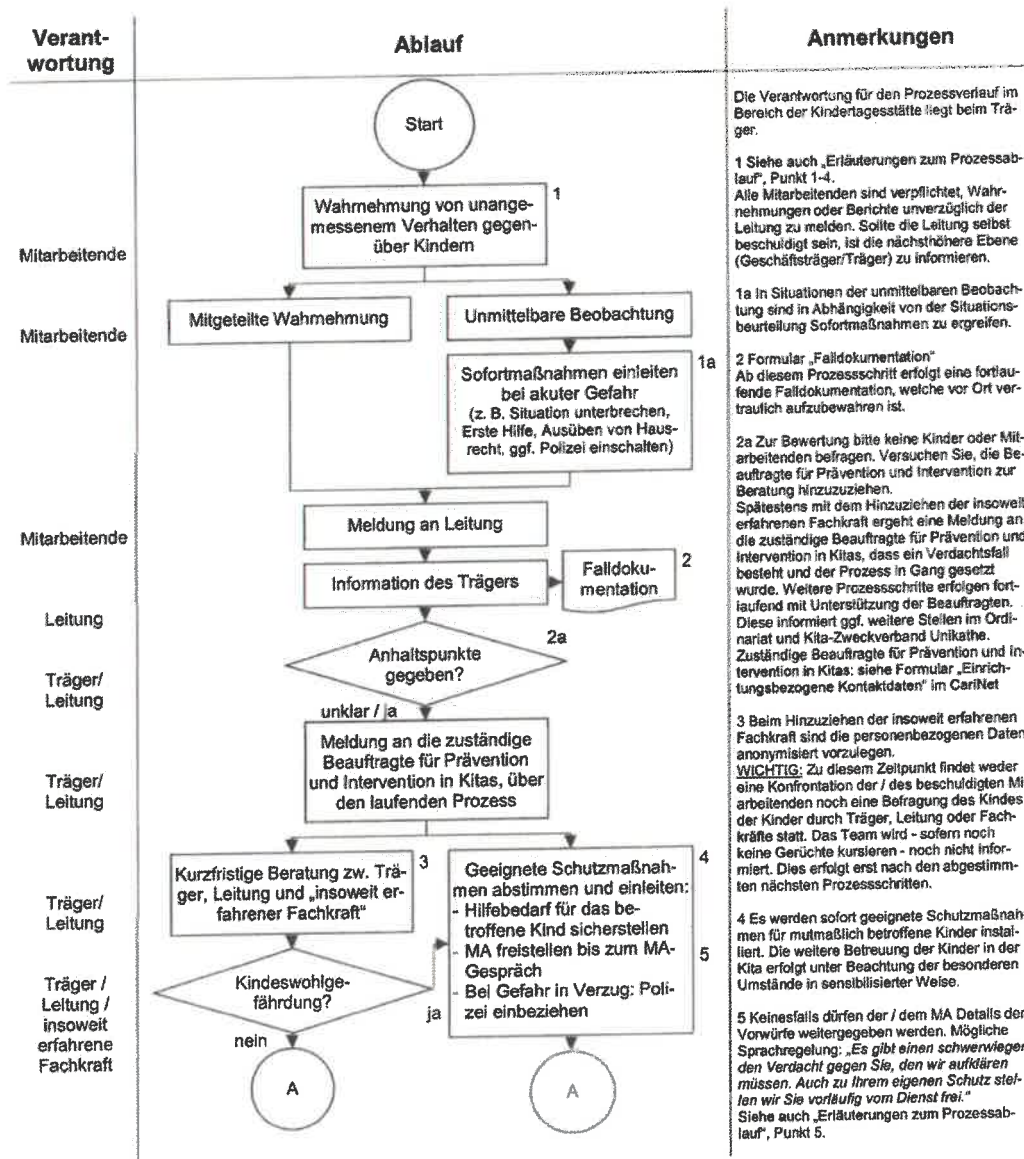 Verant-
wortung
Ablauf
Anmerkungen
Start
Die Verantwortung für den Prozessverlauf im
Bereich der Kindertagesstätte liegt beim Trä-
ger.
Mitarbeitende
Wahrnehmung von unange-
messenem Verhalten gegen-
über Kindern
1
1 Siehe auch „Erläuterungen zum Prozessab-
lauf“, Punkt 1-4.
Alle Mitarbeitenden sind verpflichtet, Wahr-
nehmungen oder Berichte unverzüglich der
Leitung zu melden. Sollte die Leitung selbst
beschuldigt sein, ist die nächsthöhere Ebene
(Geschäftsträger/Träger) zu informieren.
Mitarbeitende
Mitgeteilte Wahrnehmung
Unmittelbare Beobachtung
1a In Situationen der unmittelbaren Beobach-
tung sind in Abhängigkeit von der Situations-
beurteilung Sofortmaßnahmen zu ergreifen.
Sofortmaßnahmen einleiten
bei akuter Gefahr
(z. B. Situation unterbrechen,
Erste Hilfe, Ausüben von Haus-
recht, ggf. Polizei einschalten)
1a
2 Formular „Falldokumentation“
Ab diesem Prozessschritt erfolgt eine fortlau-
fende Falldokumentation, welche vor Ort ver-
traulich aufzubewahren ist.
Mitarbeitende
Meldung an Leitung
2a Zur Bewertung bitte keine Kinder oder Mit-
arbeitenden befragen. Versuchen Sie, die Be-
auftragte für Prävention und Intervention zur
Beratung hinzuzuziehen.
Spätestens mit dem Hinzuziehen der insoweit
erfahrenen Fachkraft ergeht eine Meldung an
die zuständige Beauftragte für Prävention und
Intervention in Kitas, dass ein Verdachtsfall
besteht und der Prozess in Gang gesetzt
wurde. Weitere Prozessschritte erfolgen fort-
laufend mit Unterstützung der Beauftragten.
Diese informiert ggf. weitere Stellen im Ordi-
nariat und Kita-Zweckverband Unikathe.
Zuständige Beauftragte für Prävention und In-
tervention in Kitas: siehe Formular „Einrich-
tungsbezogene Kontaktdaten“ im CariNet
Leitung
Information des Trägers
Falldoku-
mentation
2
Träger/
Leitung
Anhaltspunkte
gegeben?
2a
unklar / ja
Träger/
Leitung
Meldung an die zuständige
Beauftragte für Prävention
und Intervention in Kitas, über
den laufenden Prozess
3 Beim Hinzuziehen der insoweit erfahrenen
Fachkraft sind die personenbezogenen Daten
anonymisiert vorzulegen.
WICHTIG: Zu diesem Zeitpunkt findet weder
eine Konfrontation der / des beschuldigten Mi
arbeitenden noch eine Befragung des Kindes
der Kinder durch Träger, Leitung oder Fach-
kräfte statt. Das Team wird - sofern noch
keine Gerüchte kursieren - noch nicht infor-
miert. Dies erfolgt erst nach den abgestimm-
ten nächsten Prozessschritten.
Träger/
Leitung
Kurzfristige Beratung zw. Trä-
ger, Leitung und „insoweit er-
fahrener Fachkraft“
3
Geeignete Schutzmaßnah-
men abstimmen und einleiten:
- Hilfebedarf für das be-
troffene Kind sicherstellen
- MA freistellen bis zum MA-
Gespräch
- Bei Gefahr in Verzug: Poli-
zei einbeziehen
4
5
4 Es werden sofort geeignete Schutzmaßnah-
men für mutmaßlich betroffene Kinder instal-
liert. Die weitere Betreuung der Kinder in der
Kita erfolgt unter Beachtung der besonderen
Umstände in sensibilisierter Weise.
Träger /
Leitung /
insoweit
erfahrene
Fachkraft
Kindeswohlge-
fährdung?
ja
nein
A
A
5 Keinesfalls dürfen der / dem MA Details der
Vorwürfe weitergegeben werden. Mögliche
Sprachregelung: „Es gibt einen schwerwiegen
den Verdacht gegen Sie, den wir aufklären
müssen. Auch zu Ihrem eigenen Schutz stel-
len wir Sie vorläufig vom Dienst frei.“
Siehe auch „Erläuterungen zum Prozessab-
lauf“, Punkt 5.